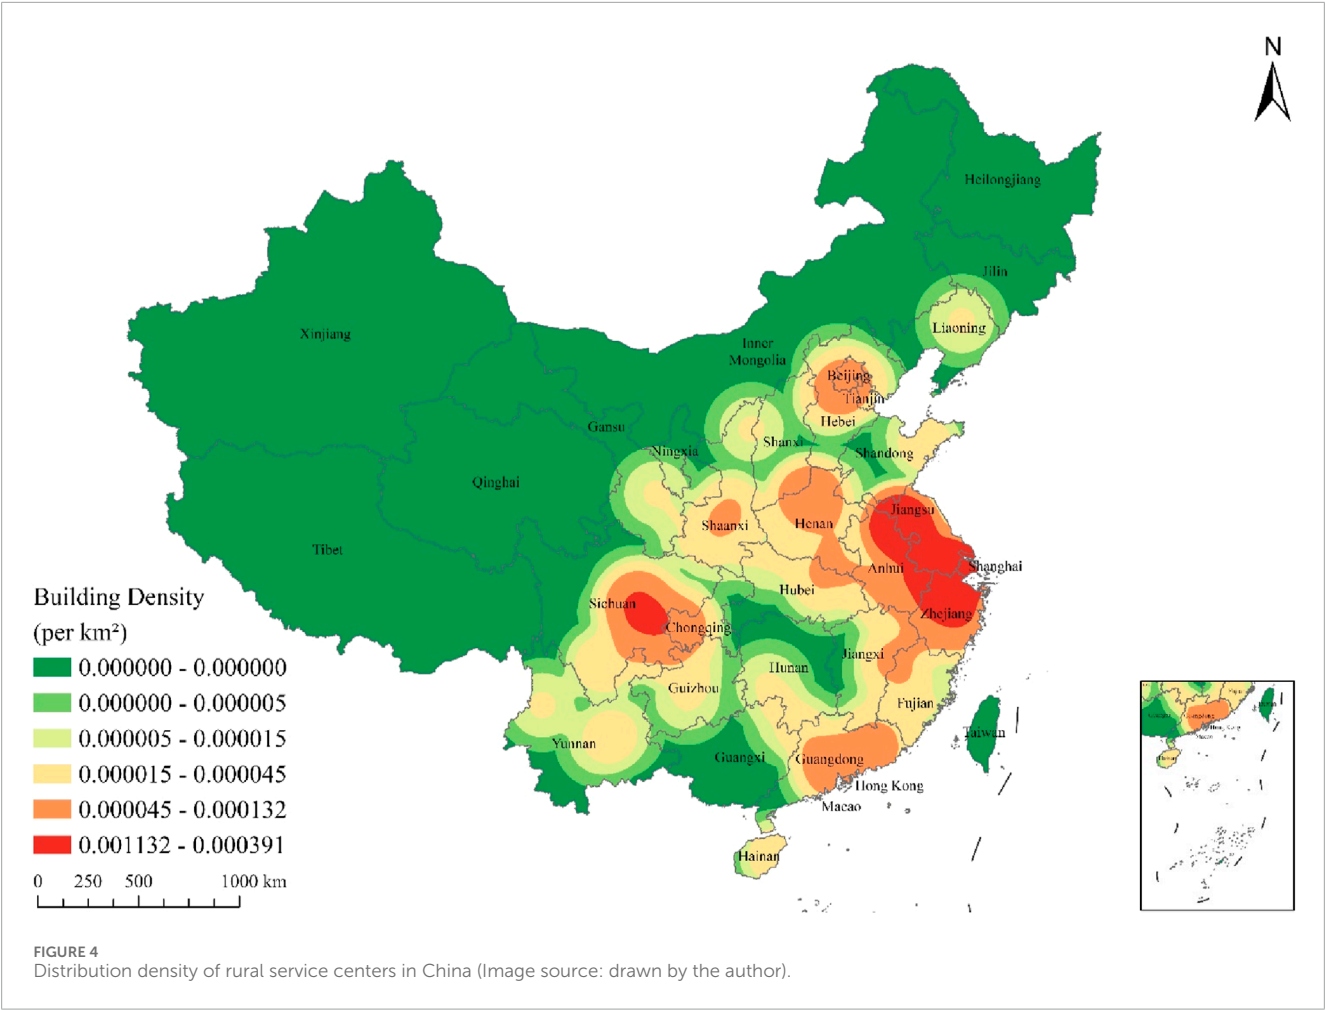 N
Heilongjiang
Jilin
Liaoning
Xinjiang
Inner
Mongolia
Beijing
Tianjin
Hebei
Gansu
Shanxi
Ningxia
Shandong
Qinghai
Shaanxi
Henan
Jiangsu
Tibet
Anhui
Shanghai
Hubei
Sichuan
Chongqing
Zhejiang
Jiangxi
Hunan
Guizhou
Fujian
Taiwan
Yunnan
Guangxi
Guangdong
Hong Kong
Macao
Hainan
Building Density
(per km²)
0.000000 - 0.000000
0.000000 - 0.000005
0.000005 - 0.000015
0.000015 - 0.000045
0.000045 - 0.000132
0.001132 - 0.000391
0 250 500 1000 km
FIGURE 4
Distribution density of rural service centers in China (Image source: drawn by the author).